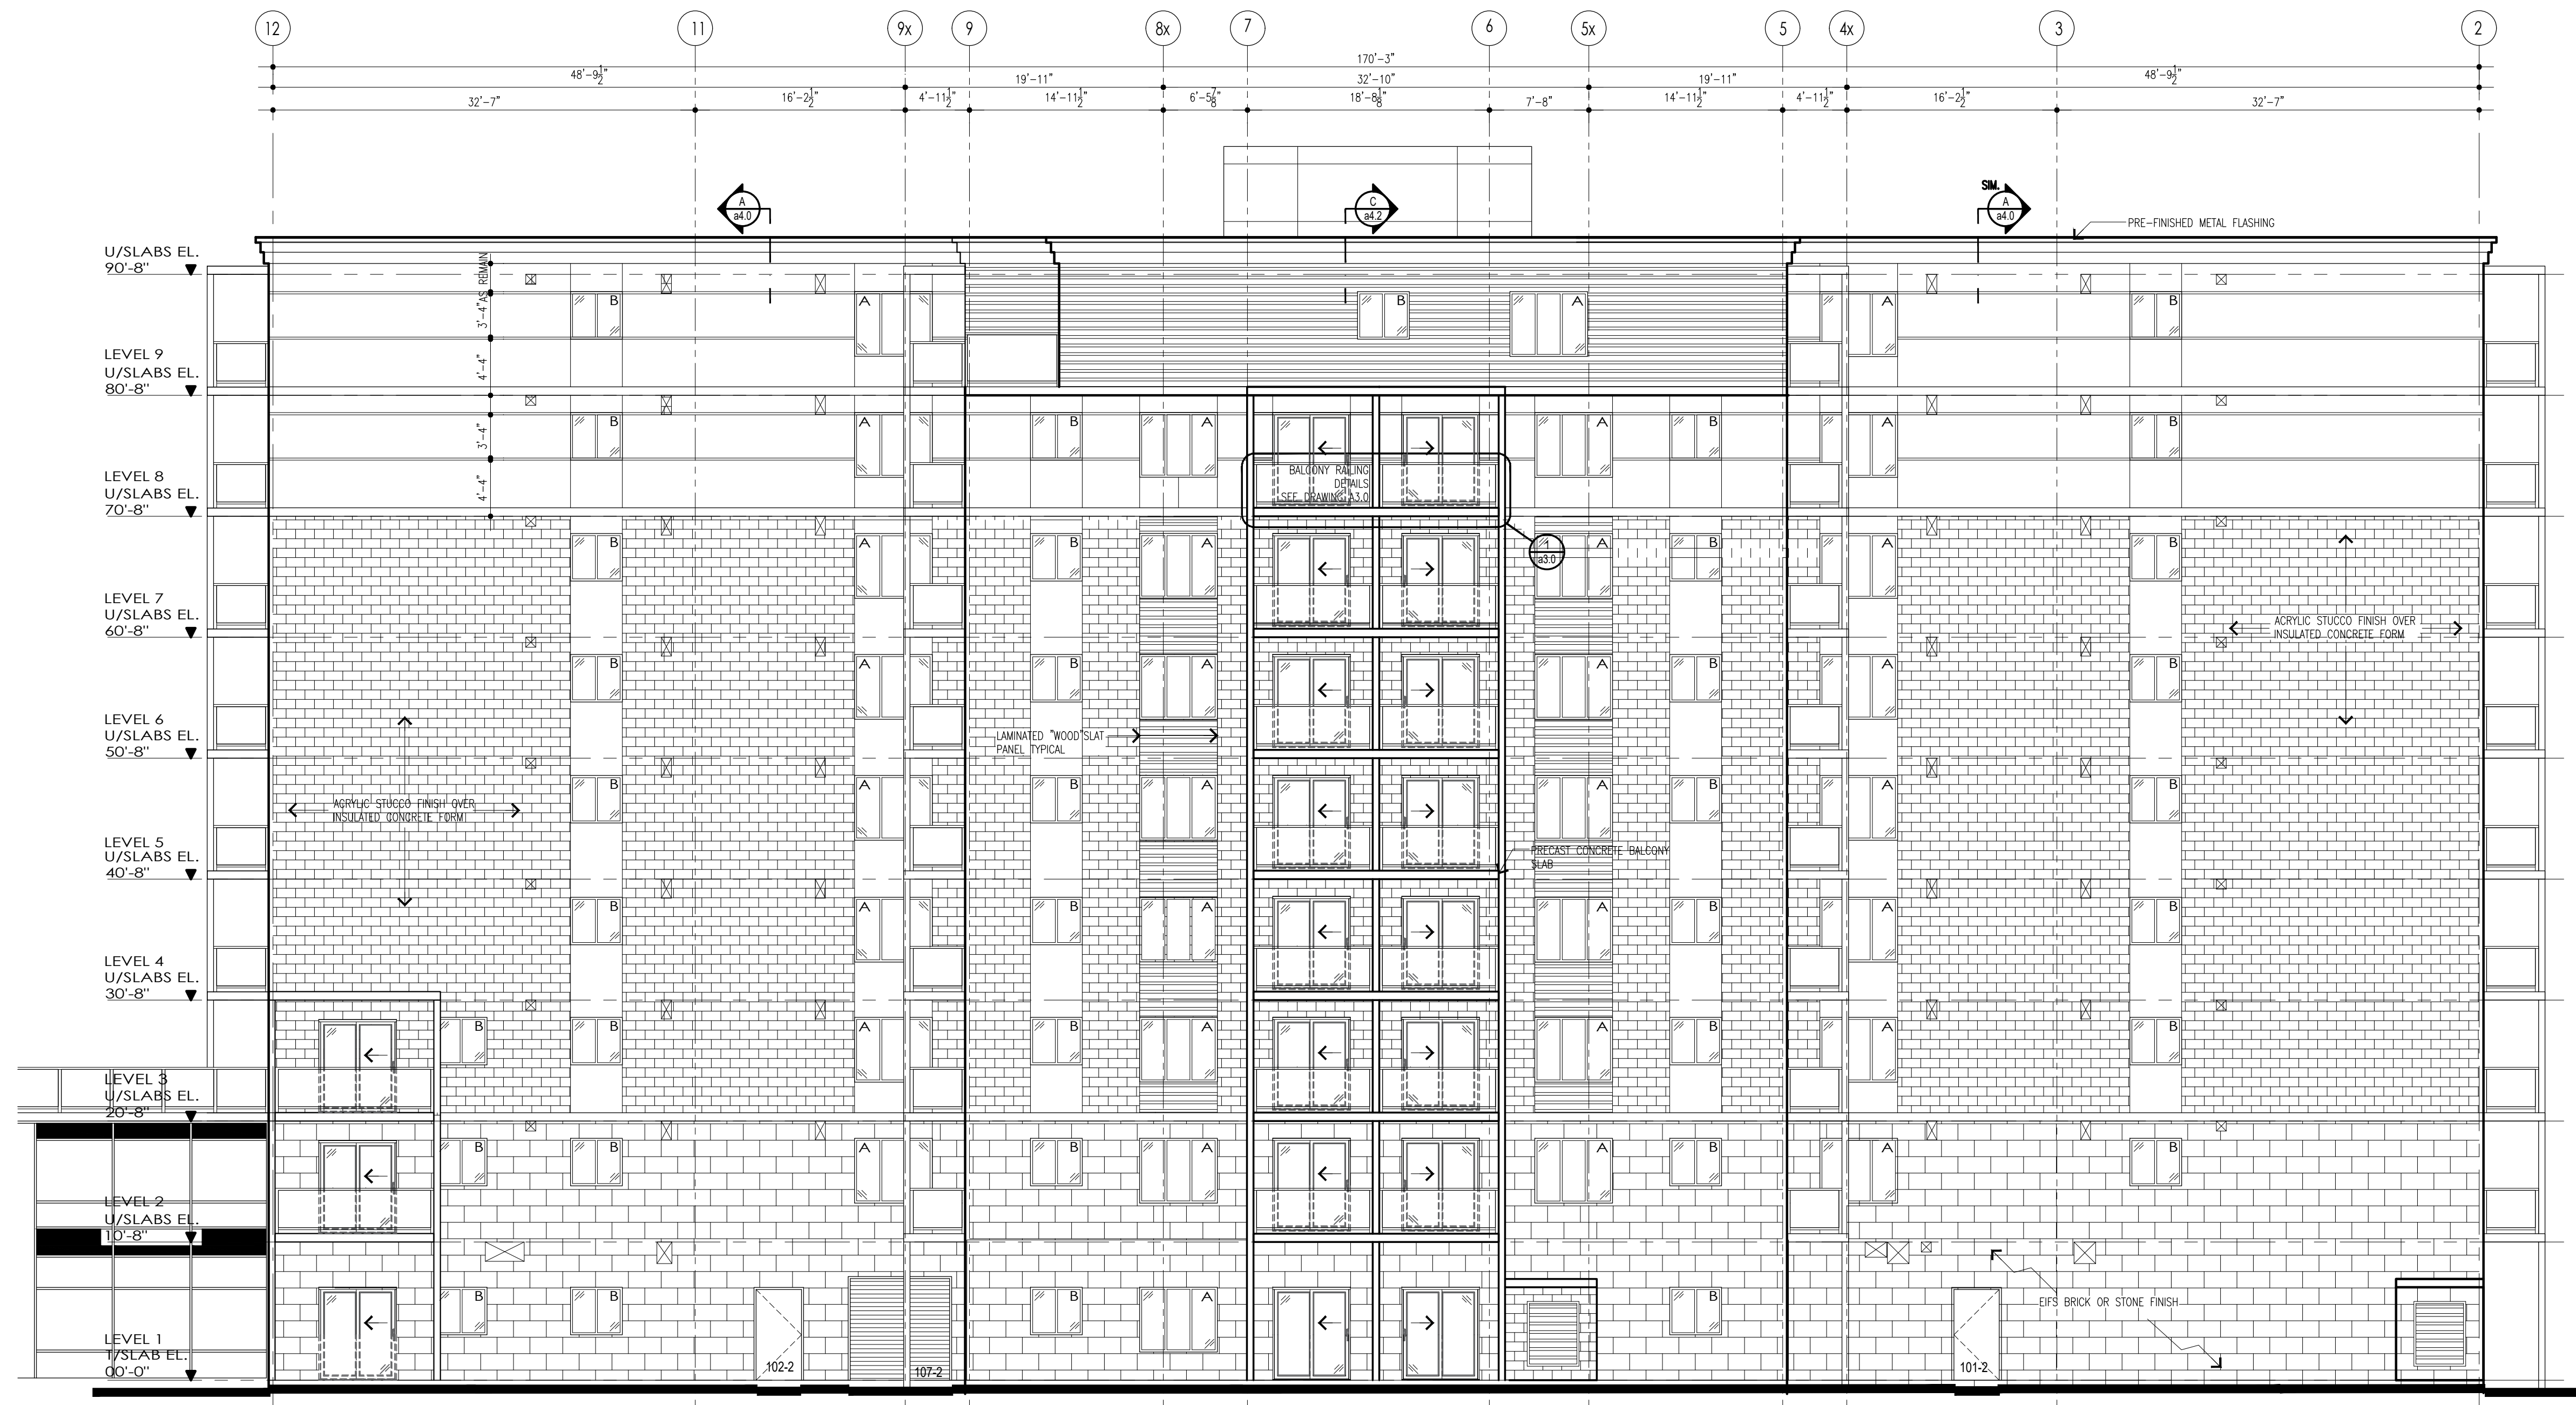 12 11 9x 9 8x 7 6 5x 5 4x 3 2
170'-3"
48'-9½" 19'-11" 32'-10" 19'-11" 48'-9½"
32'-7" 16'-2½" 4'-11½" 14'-11½" 6'-5⅞" 18'-8⅛" 7'-8" 14'-11½" 4'-11½" 16'-2½" 32'-7"
A
a4.0
C
a4.2
SIM.
A
a4.0
PRE-FINISHED METAL FLASHING
U/SLABS EL.
90'-8"
AS REMAIN
3'-4"
B A B A A B
4'-4"
LEVEL 9
U/SLABS EL.
80'-8"
3'-4"
B A B A A B A B
4'-4"
BALCONY RAILING
DETAILS
SEE DRAWING A3.0
LEVEL 8
U/SLABS EL.
70'-8"
B A B A A B A B
1
a3.0
LEVEL 7
U/SLABS EL.
60'-8"
ACRYLIC STUCCO FINISH OVER
INSULATED CONCRETE FORM
B A B A A B A B
LEVEL 6
U/SLABS EL.
50'-8"
LAMINATED "WOOD"SLAT
PANEL TYPICAL
B A B A A B A B
ACRYLIC STUCCO FINISH OVER
INSULATED CONCRETE FORM
LEVEL 5
U/SLABS EL.
40'-8"
PRECAST CONCRETE BALCONY
SLAB
B A B A A B A B
LEVEL 4
U/SLABS EL.
30'-8"
B B A B A A B A B
LEVEL 3
U/SLABS EL.
20'-8"
B B A B A A B A B
LEVEL 2
U/SLABS EL.
10'-8"
B B B A B
EIFS BRICK OR STONE FINISH
LEVEL 1
T/SLAB EL.
00'-0"
102-2 107-2 101-2